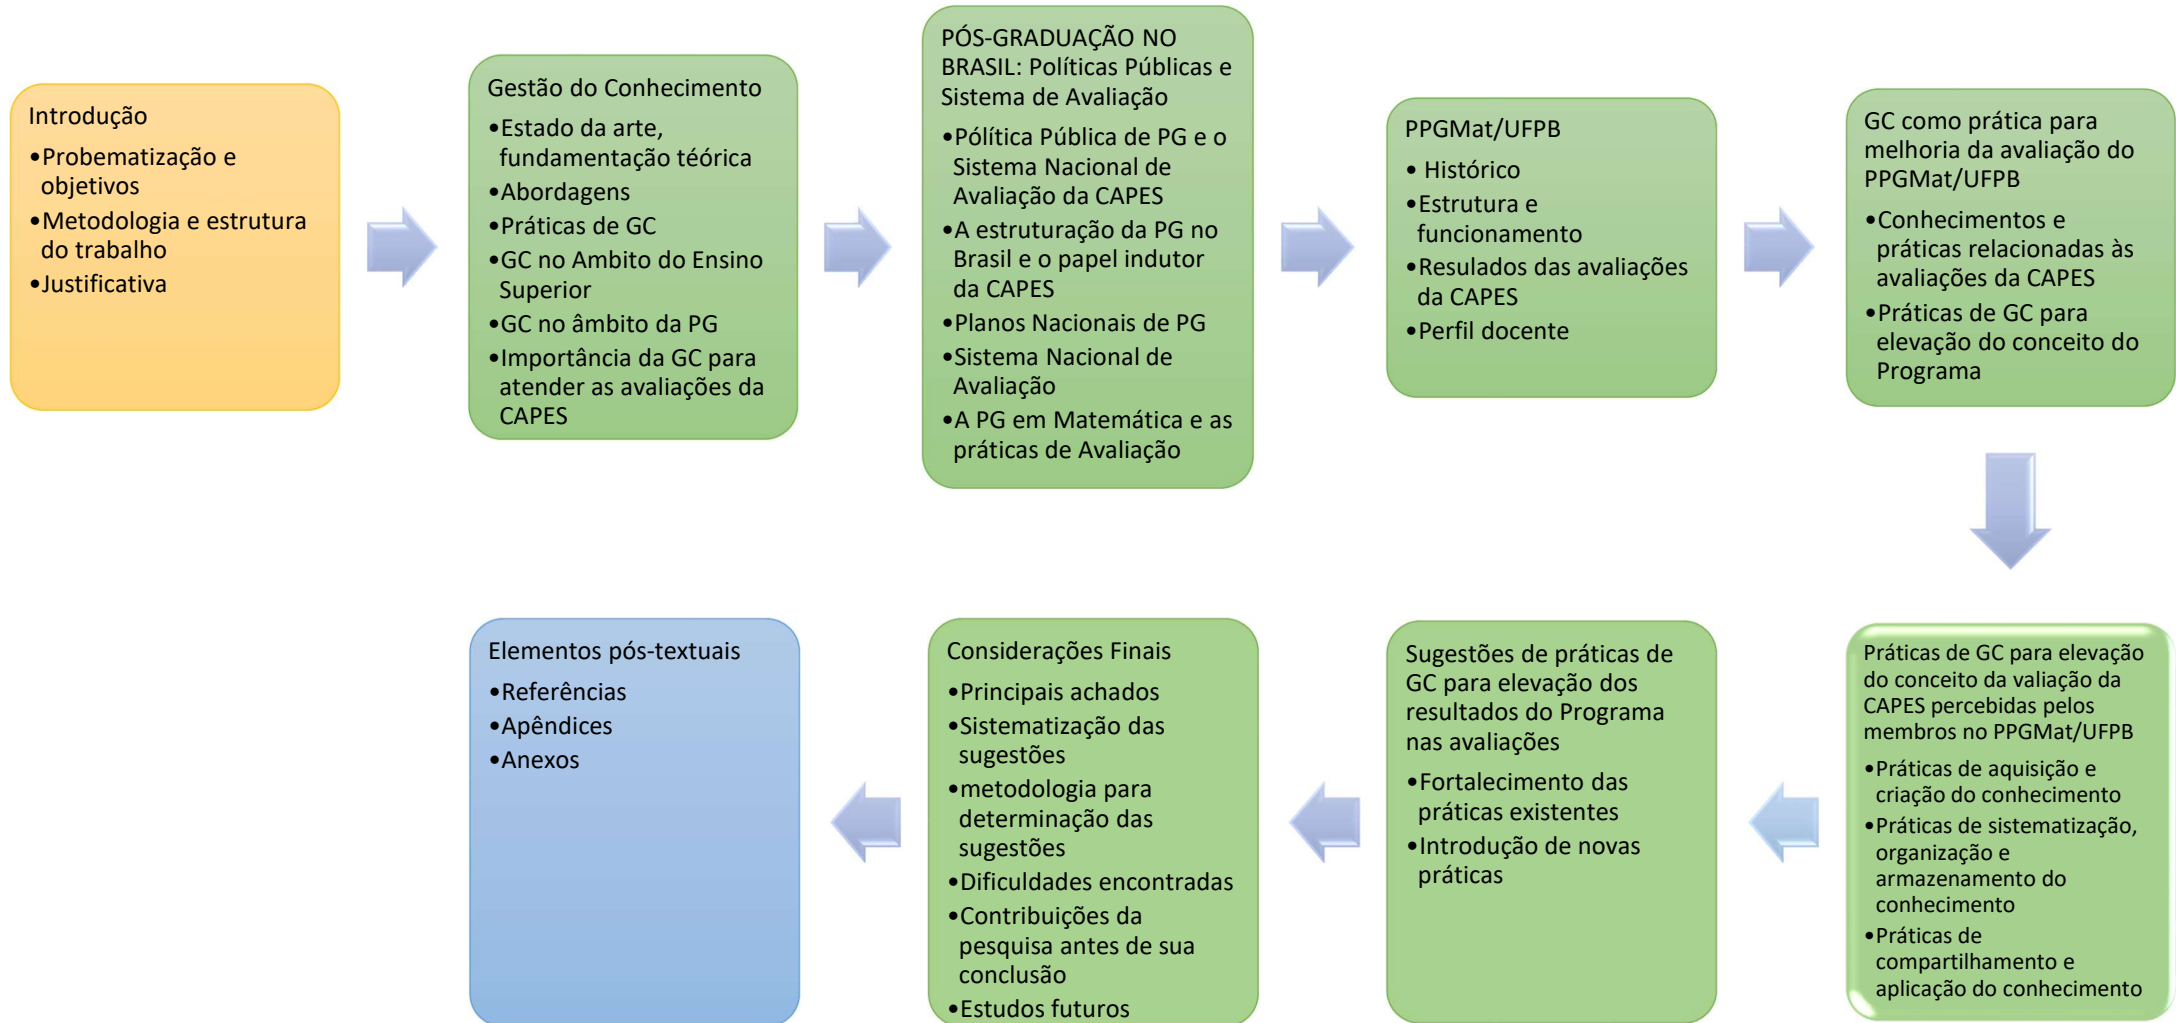 Introdução
•Probematização e
objetivos
•Metodologia e estrutura
do trabalho
•Justificativa
Gestão do Conhecimento
•Estado da arte,
fundamentação téórica
•Abordagens
•Práticas de GC
•GC no Ambito do Ensino
Superior
•GC no âmbito da PG
•Importância da GC para
atender as avaliações da
CAPES
PÓS-GRADUAÇÃO NO
BRASIL: Políticas Públicas e
Sistema de Avaliação
•Pólítica Pública de PG e o
Sistema Nacional de
Avaliação da CAPES
•A estruturação da PG no
Brasil e o papel indutor
da CAPES
•Planos Nacionais de PG
•Sistema Nacional de
Avaliação
•A PG em Matemática e as
práticas de Avaliação
PPGMat/UFPB
• Histórico
•Estrutura e
funcionamento
•Resulados das avaliações
da CAPES
•Perfil docente
GC como prática para
melhoria da avaliação do
PPGMat/UFPB
•Conhecimentos e
práticas relacionadas às
avaliações da CAPES
•Práticas de GC para
elevação do conceito do
Programa
Práticas de GC para elevação
do conceito da valiação da
CAPES percebidas pelos
membros no PPGMat/UFPB
•Práticas de aquisição e
criação do conhecimento
•Práticas de sistematização,
organização e
armazenamento do
conhecimento
•Práticas de
compartilhamento e
aplicação do conhecimento
Sugestões de práticas de
GC para elevação dos
resultados do Programa
nas avaliações
•Fortalecimento das
práticas existentes
•Introdução de novas
práticas
Considerações Finais
•Principais achados
•Sistematização das
sugestões
•metodologia para
determinação das
sugestões
•Dificuldades encontradas
•Contribuições da
pesquisa antes de sua
conclusão
•Estudos futuros
Elementos pós-textuais
•Referências
•Apêndices
•Anexos